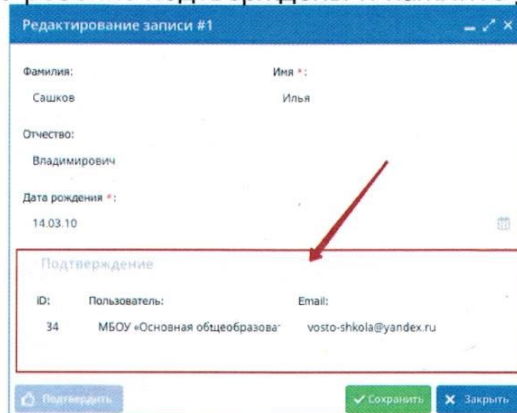 Редактирование записи #1
Фамилия: Имя *:
Сашков Илья
Отчество:
Владимирович
Дата рождения *:
14.03.10
Подтверждение
ID: Пользователь: Email:
34 МБОУ «Основная общеобразова vosto-shkola@yandex.ru
Подтвердить Сохранить Закрыть